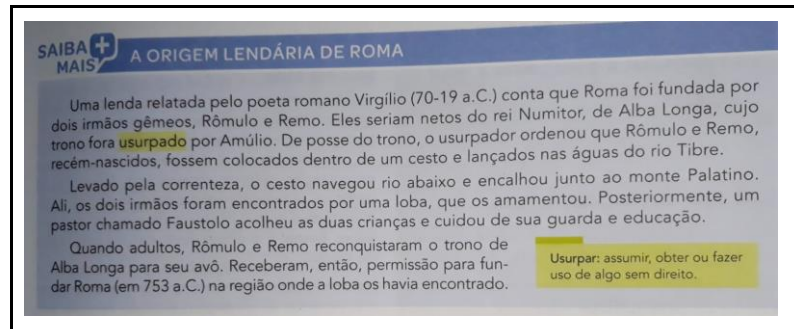 SAIBA + MAIS
A ORIGEM LENDÁRIA DE ROMA
Uma lenda relatada pelo poeta romano Virgílio (70-19 a.C.) conta que Roma foi fundada por
dois irmãos gêmeos, Rômulo e Remo. Eles seriam netos do rei Numitor, de Alba Longa, cujo
trono fora usurpado por Amúlio. De posse do trono, o usurpador ordenou que Rômulo e Remo,
recém-nascidos, fossem colocados dentro de um cesto e lançados nas águas do rio Tibre.
Levado pela correnteza, o cesto navegou rio abaixo e encalhou junto ao monte Palatino.
Ali, os dois irmãos foram encontrados por uma loba, que os amamentou. Posteriormente, um
pastor chamado Faustolo acolheu as duas crianças e cuidou de sua guarda e educação.
Quando adultos, Rômulo e Remo reconquistaram o trono de
Alba Longa para seu avô. Receberam, então, permissão para fun-
dar Roma (em 753 a.C.) na região onde a loba os havia encontrado.
Usurpar: assumir, obter ou fazer
uso de algo sem direito.